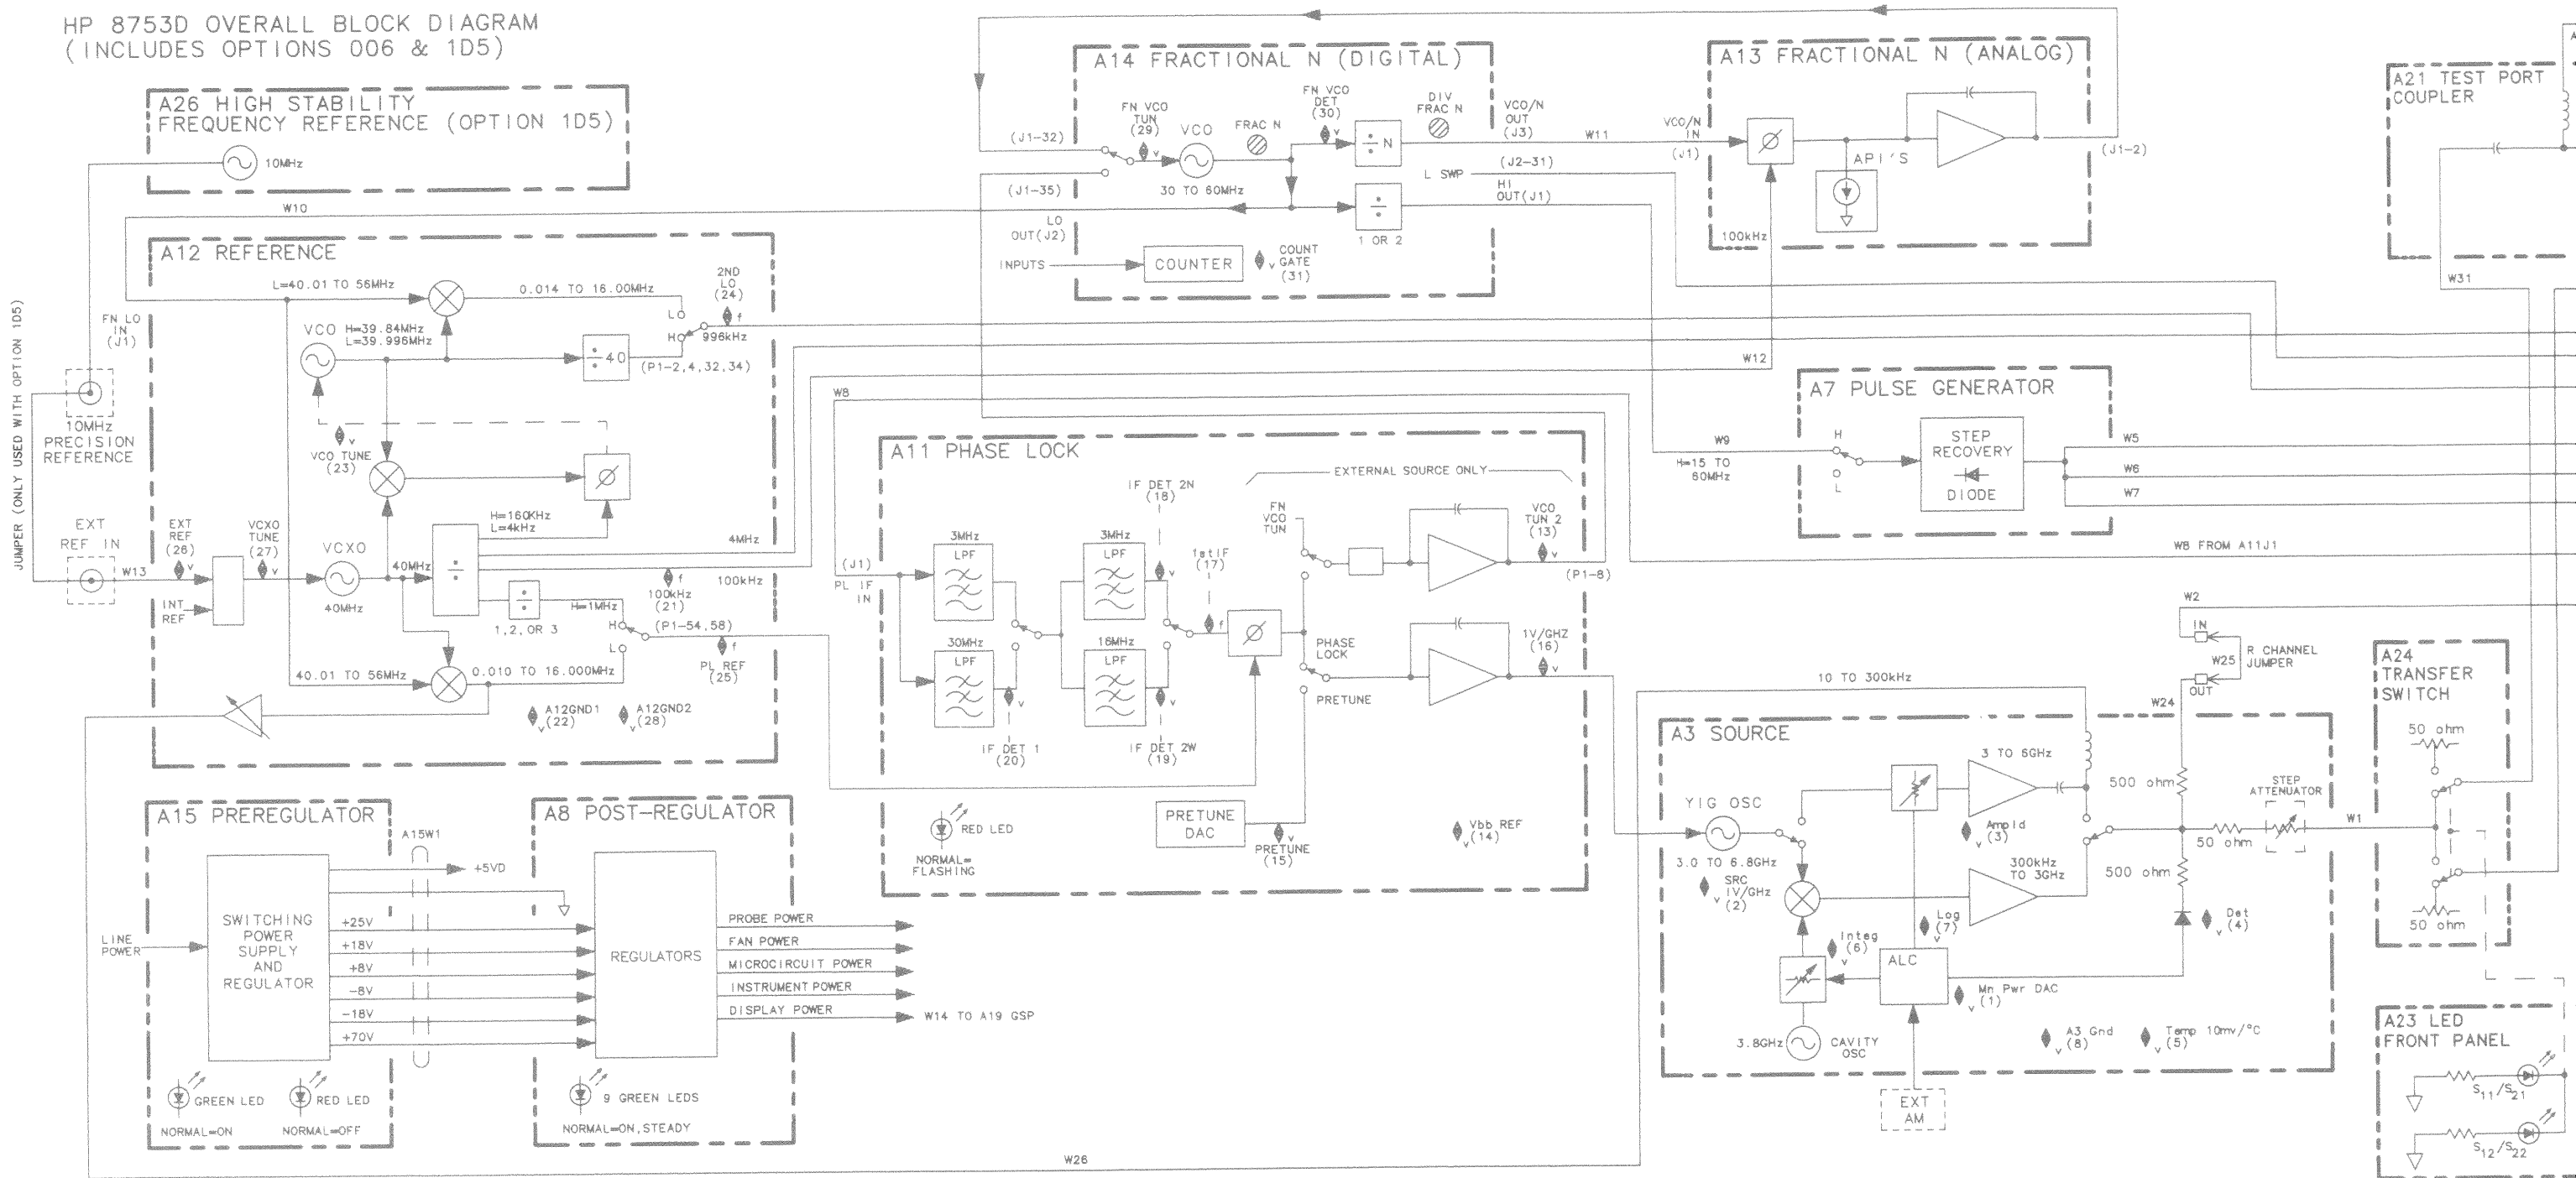 HP 8753D OVERALL BLOCK DIAGRAM
(INCLUDES OPTIONS 006 & 1D5)
A26 HIGH STABILITY
FREQUENCY REFERENCE (OPTION 1D5)
10MHz
W10
JUMPER (ONLY USED WITH OPTION 1D5)
FN LO
IN
(J1)
10MHz
PRECISION
REFERENCE
EXT
REF IN
W13
A12 REFERENCE
L=40.01 TO 56MHz
0.014 TO 16.00MHz
2ND
LO
(24)
f
L
H
996kHz
VCO
H=39.84MHz
L=39.996MHz
÷ 40
(P1-2,4,32,34)
v
VCO TUNE
(23)
Ø
H=160KHz
L=4kHz
EXT
REF
(26)
v
VCXO
TUNE
(27)
v
INT
REF
VCXO
40MHz
40MHz
÷
4MHz
100kHz
f
100kHz
(21)
÷
1,2,OR 3
H=1MHz
H
L
(P1-54,58)
f
PL REF
(25)
40.01 TO 56MHz
0.010 TO 16.000MHz
A12GND1
v (22)
A12GND2
v (28)
A14 FRACTIONAL N (DIGITAL)
(J1-32)
(J1-35)
FN VCO
TUN
(29)
v
VCO
30 TO 60MHz
FRAC N
FN VCO
DET
(30)
v
÷ N
DIV
FRAC N
VCO/N
OUT
(J3)
W11
(J2-31)
L SWP
HI
OUT(J1)
÷
1 OR 2
LO
OUT(J2)
INPUTS
COUNTER
COUNT
v GATE
(31)
A13 FRACTIONAL N (ANALOG)
VCO/N
IN
(J1)
Ø
API'S
(J1-2)
100kHz
W12
A21 TEST PORT
COUPLER
W31
A7 PULSE GENERATOR
W9
H=15 TO
60MHz
H
L
STEP
RECOVERY
DIODE
W5
W6
W7
W8 FROM A11J1
W8
A11 PHASE LOCK
(J1)
PL IF
IN
3MHz
LPF
30MHz
LPF
v
IF DET 1
(20)
IF DET 2N
(18)
v
3MHz
LPF
16MHz
LPF
v
IF DET 2W
(19)
1stIF
(17)
f
Ø
EXTERNAL SOURCE ONLY
FN
VCO
TUN
VCO
TUN 2
(13)
v
(P1-8)
PHASE
LOCK
PRETUNE
1V/GHZ
(16)
v
RED LED
NORMAL=
FLASHING
PRETUNE
DAC
v
PRETUNE
(15)
Vbb REF
v (14)
A15 PREREGULATOR
A15W1
LINE
POWER
SWITCHING
POWER
SUPPLY
AND
REGULATOR
+5VD
+25V
+18V
+8V
-8V
-18V
+70V
GREEN LED
NORMAL=ON
RED LED
NORMAL=OFF
A8 POST-REGULATOR
REGULATORS
PROBE POWER
FAN POWER
MICROCIRCUIT POWER
INSTRUMENT POWER
DISPLAY POWER
W14 TO A19 GSP
9 GREEN LEDS
NORMAL=ON,STEADY
W2
IN
W25
R CHANNEL
JUMPER
OUT
W24
10 TO 300kHz
A3 SOURCE
YIG OSC
3.0 TO 6.8GHz
SRC
1V/GHz
v (2)
3 TO 6GHz
Ampld
v (3)
300kHz
TO 3GHz
500 ohm
500 ohm
50 ohm
STEP
ATTENUATOR
W1
Det
v (4)
Log
(7)
v
Integ
(6)
v
ALC
Mn Pwr DAC
v (1)
3.8GHz
CAVITY
OSC
A3 Gnd
v (8)
Temp 10mv/°C
v (5)
EXT
AM
W26
A24
TRANSFER
SWITCH
50 ohm
50 ohm
A23 LED
FRONT PANEL
S11/S21
S12/S22